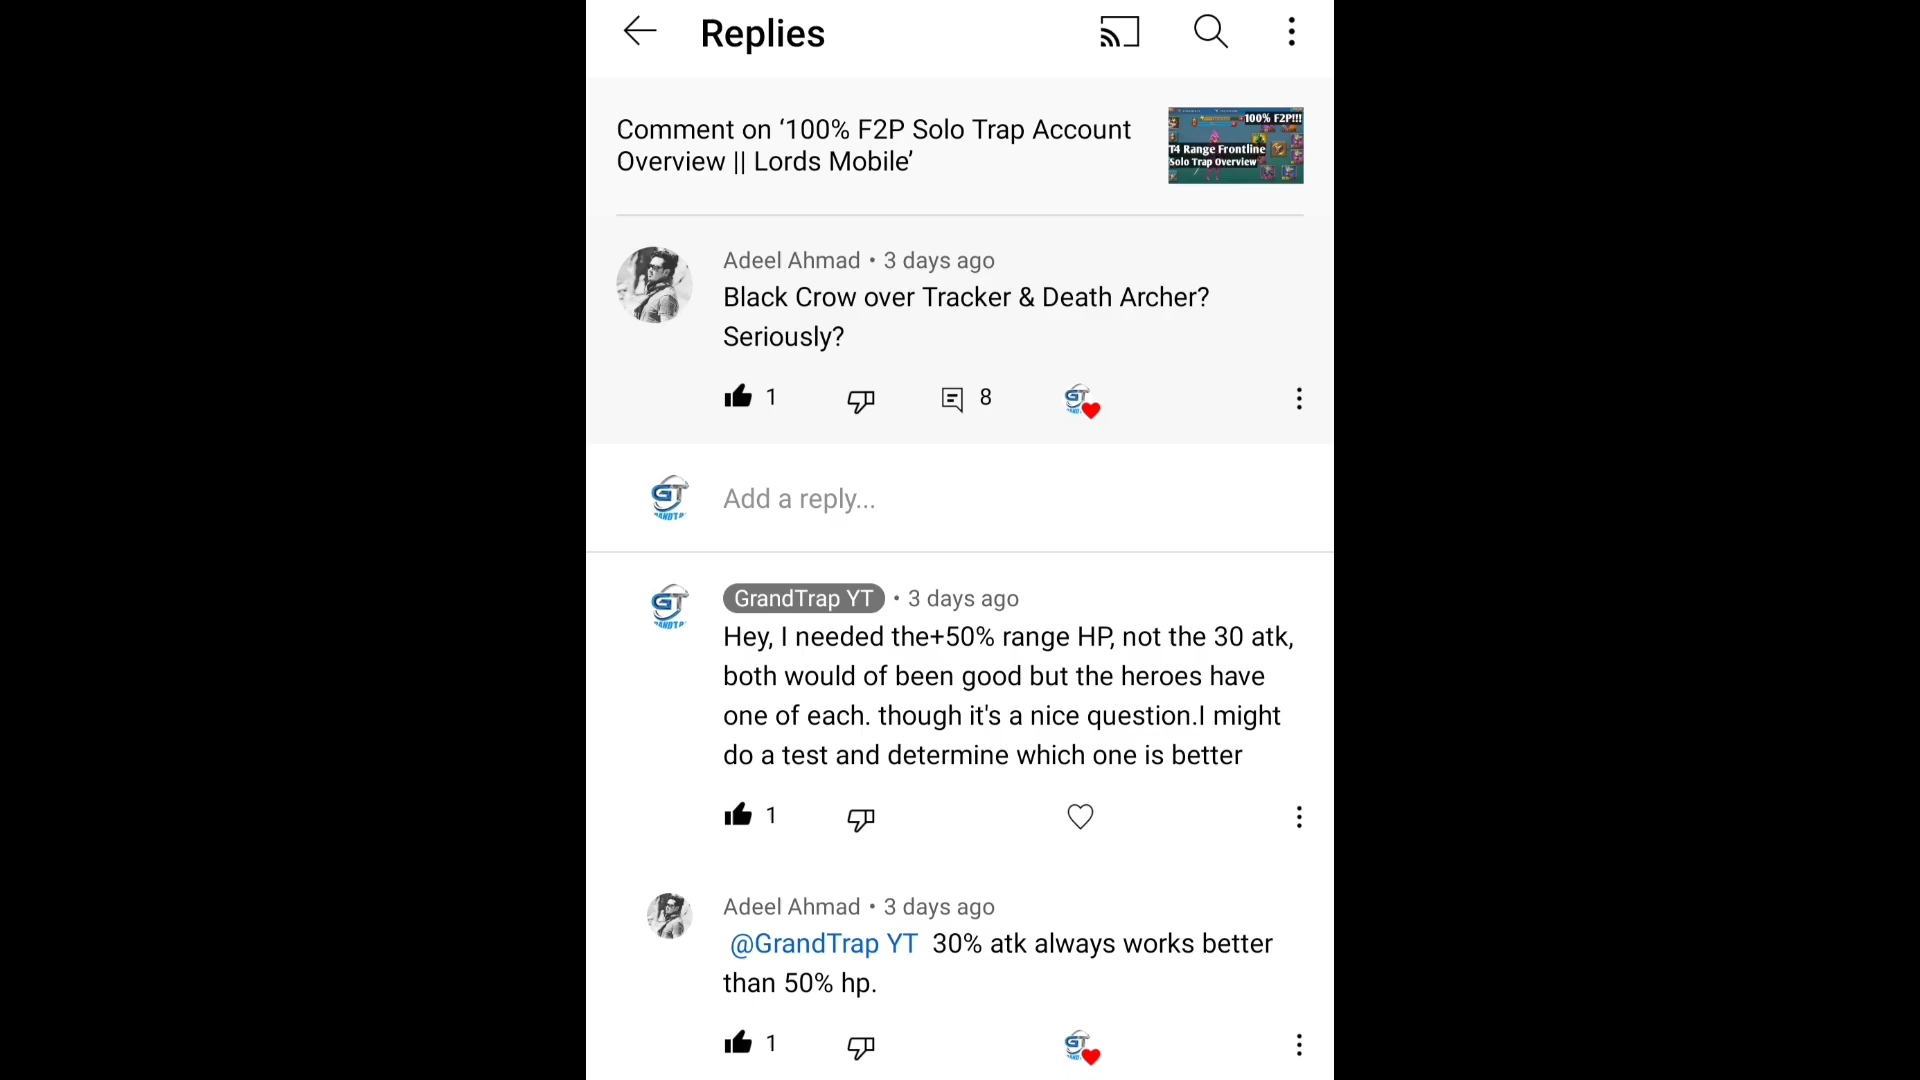 Replies
Comment on ‘100% F2P Solo Trap Account
Overview || Lords Mobile’
100% F2P!!!
T4 Range Frontline
Solo Trap Overview
Adeel Ahmad • 3 days ago
Black Crow over Tracker & Death Archer?
Seriously?
1
8
GT
GT
Add a reply...
GT
GrandTrap YT • 3 days ago
Hey, I needed the+50% range HP, not the 30 atk,
both would of been good but the heroes have
one of each. though it's a nice question.I might
do a test and determine which one is better
1
Adeel Ahmad • 3 days ago
@GrandTrap YT 30% atk always works better
than 50% hp.
1
GT